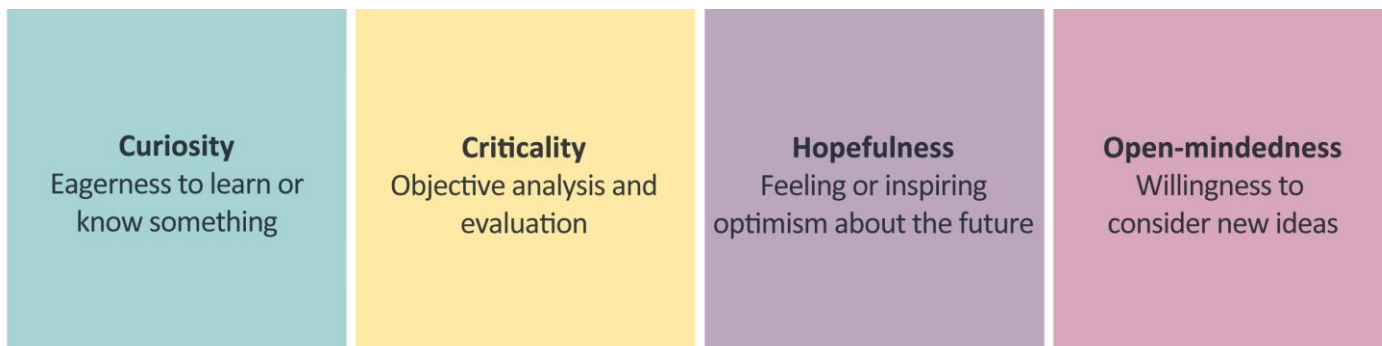 Curiosity
Eagerness to learn or
know something
Criticality
Objective analysis and
evaluation
Hopefulness
Feeling or inspiring
optimism about the future
Open-mindedness
Willingness to
consider new ideas